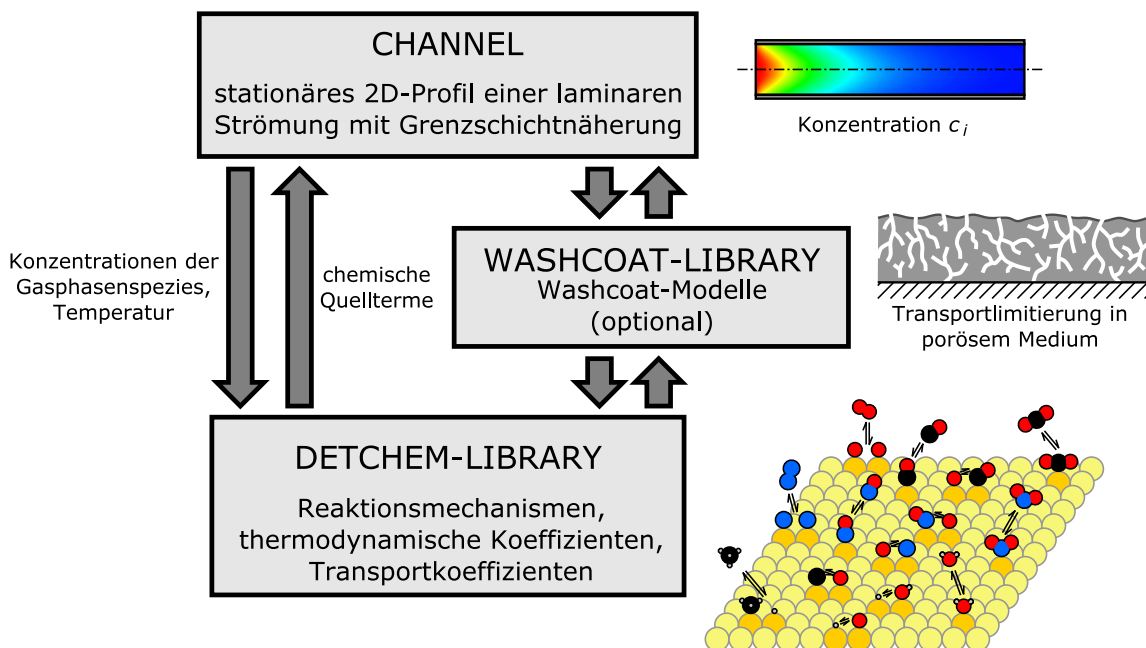 CHANNEL
stationäres 2D-Profil einer laminaren
Strömung mit Grenzschichtnäherung
Konzentration c i
Konzentrationen der
Gasphasenspezies,
Temperatur
chemische
Quellterme
WASHCOAT-LIBRARY
Washcoat-Modelle
(optional)
Transportlimitierung in
porösem Medium
DETCHEM-LIBRARY
Reaktionsmechanismen,
thermodynamische Koeffizienten,
Transportkoeffizienten